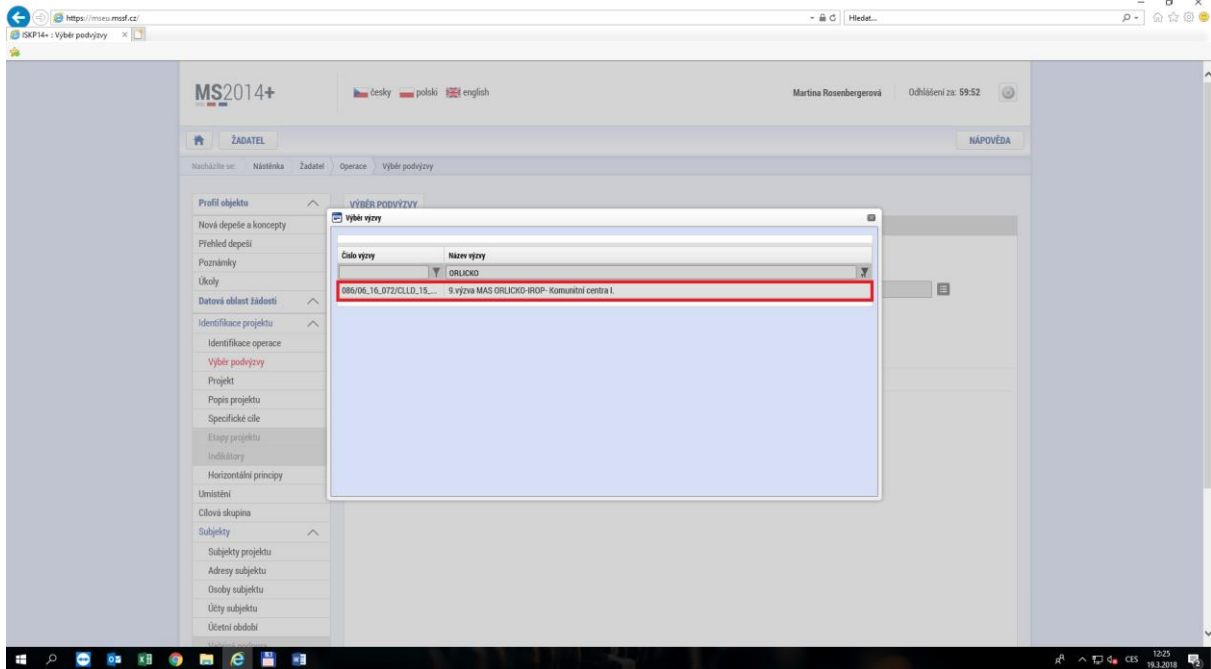 https://mseu.mssf.cz/
Hledat...
ISKP14+ : Výběr podvýzvy
MS2014+
česky polski english
Martina Rosenbergerová Odhlášení za: 59:52
ŽADATEL
NÁPOVĚDA
Nacházíte se: Nástěnka Žadatel Operace Výběr podvýzvy
Profil objektu
Nová depeše a koncepty
Přehled depeší
Poznámky
Úkoly
Datová oblast žádosti
Identifikace projektu
Identifikace operace
Výběr podvýzvy
Projekt
Popis projektu
Specifické cíle
Etapy projektu
Indikátory
Horizontální principy
Umístění
Cílová skupina
Subjekty
Subjekty projektu
Adresy subjektu
Osoby subjektu
Účty subjektu
Účetní období
VÝBĚR PODVÝZVY
Výběr výzvy
Číslo výzvy Název výzvy
ORLICKO
086/06_16_072/CLLD_15_... 9.výzva MAS ORLICKO-IROP- Komunitní centra I.
CES
12:25
19.3.2018